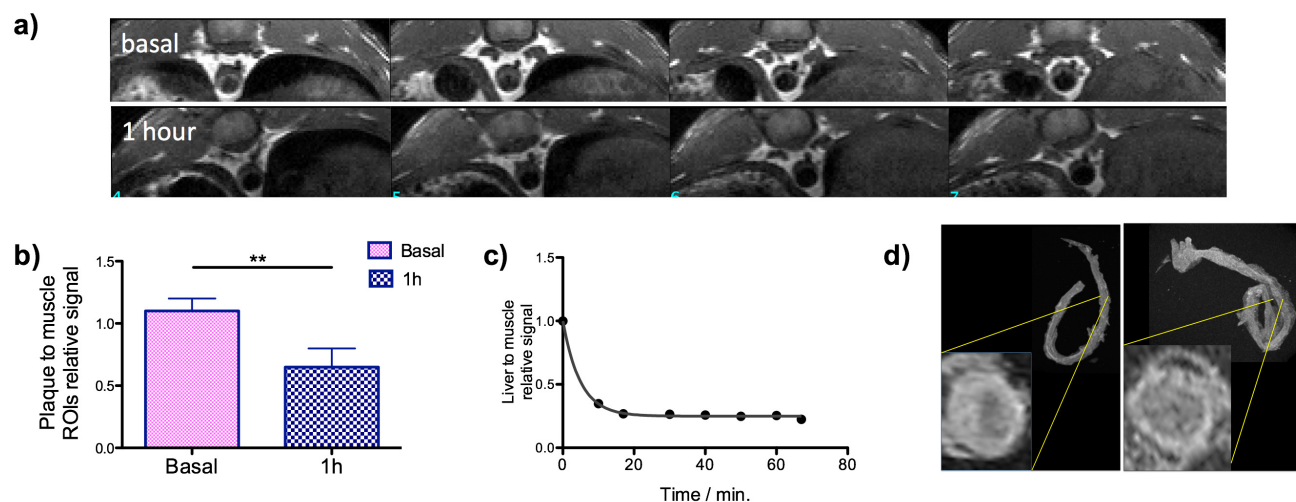 a)
basal
1 hour
4
5
6
7
b)
Basal
1h
**
Plaque to muscle
ROIs relative signal
1.5
1.0
0.5
0.0
Basal
1h
c)
Liver to muscle
relative signal
1.5
1.0
0.5
0.0
0
20
40
60
80
Time / min.
d)